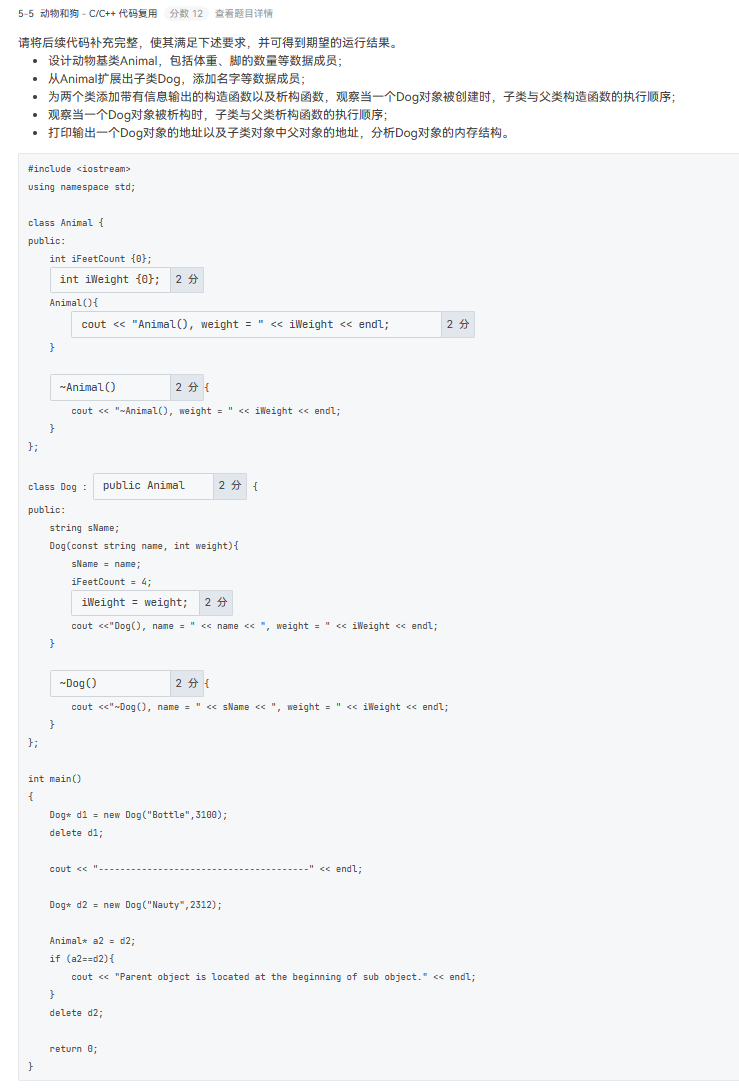 5-5 动物和狗 - C/C++ 代码复用 分数 12 查看题目详情
请将后续代码补充完整，使其满足下述要求，并可得到期望的运行结果。
• 设计动物基类Animal，包括体重、脚的数量等数据成员；
• 从Animal扩展出子类Dog，添加名字等数据成员；
• 为两个类添加带有信息输出的构造函数以及析构函数，观察当一个Dog对象被创建时，子类与父类构造函数的执行顺序；
• 观察当一个Dog对象被析构时，子类与父类析构函数的执行顺序；
• 打印输出一个Dog对象的地址以及子类对象中父对象的地址，分析Dog对象的内存结构。
#include <iostream>
using namespace std;
class Animal {
public:
int iFeetCount {0};
int iWeight {0}; 2 分
Animal(){
cout << "Animal(), weight = " << iWeight << endl; 2 分
}
~Animal() 2 分 {
cout << "~Animal(), weight = " << iWeight << endl;
}
};
class Dog : public Animal 2 分 {
public:
string sName;
Dog(const string name, int weight){
sName = name;
iFeetCount = 4;
iWeight = weight; 2 分
cout <<"Dog(), name = " << name << ", weight = " << iWeight << endl;
}
~Dog() 2 分 {
cout <<"~Dog(), name = " << sName << ", weight = " << iWeight << endl;
}
};
int main()
{
Dog* d1 = new Dog("Bottle",3100);
delete d1;
cout << "---------------------------------------" << endl;
Dog* d2 = new Dog("Nauty",2312);
Animal* a2 = d2;
if (a2==d2){
cout << "Parent object is located at the beginning of sub object." << endl;
}
delete d2;
return 0;
}